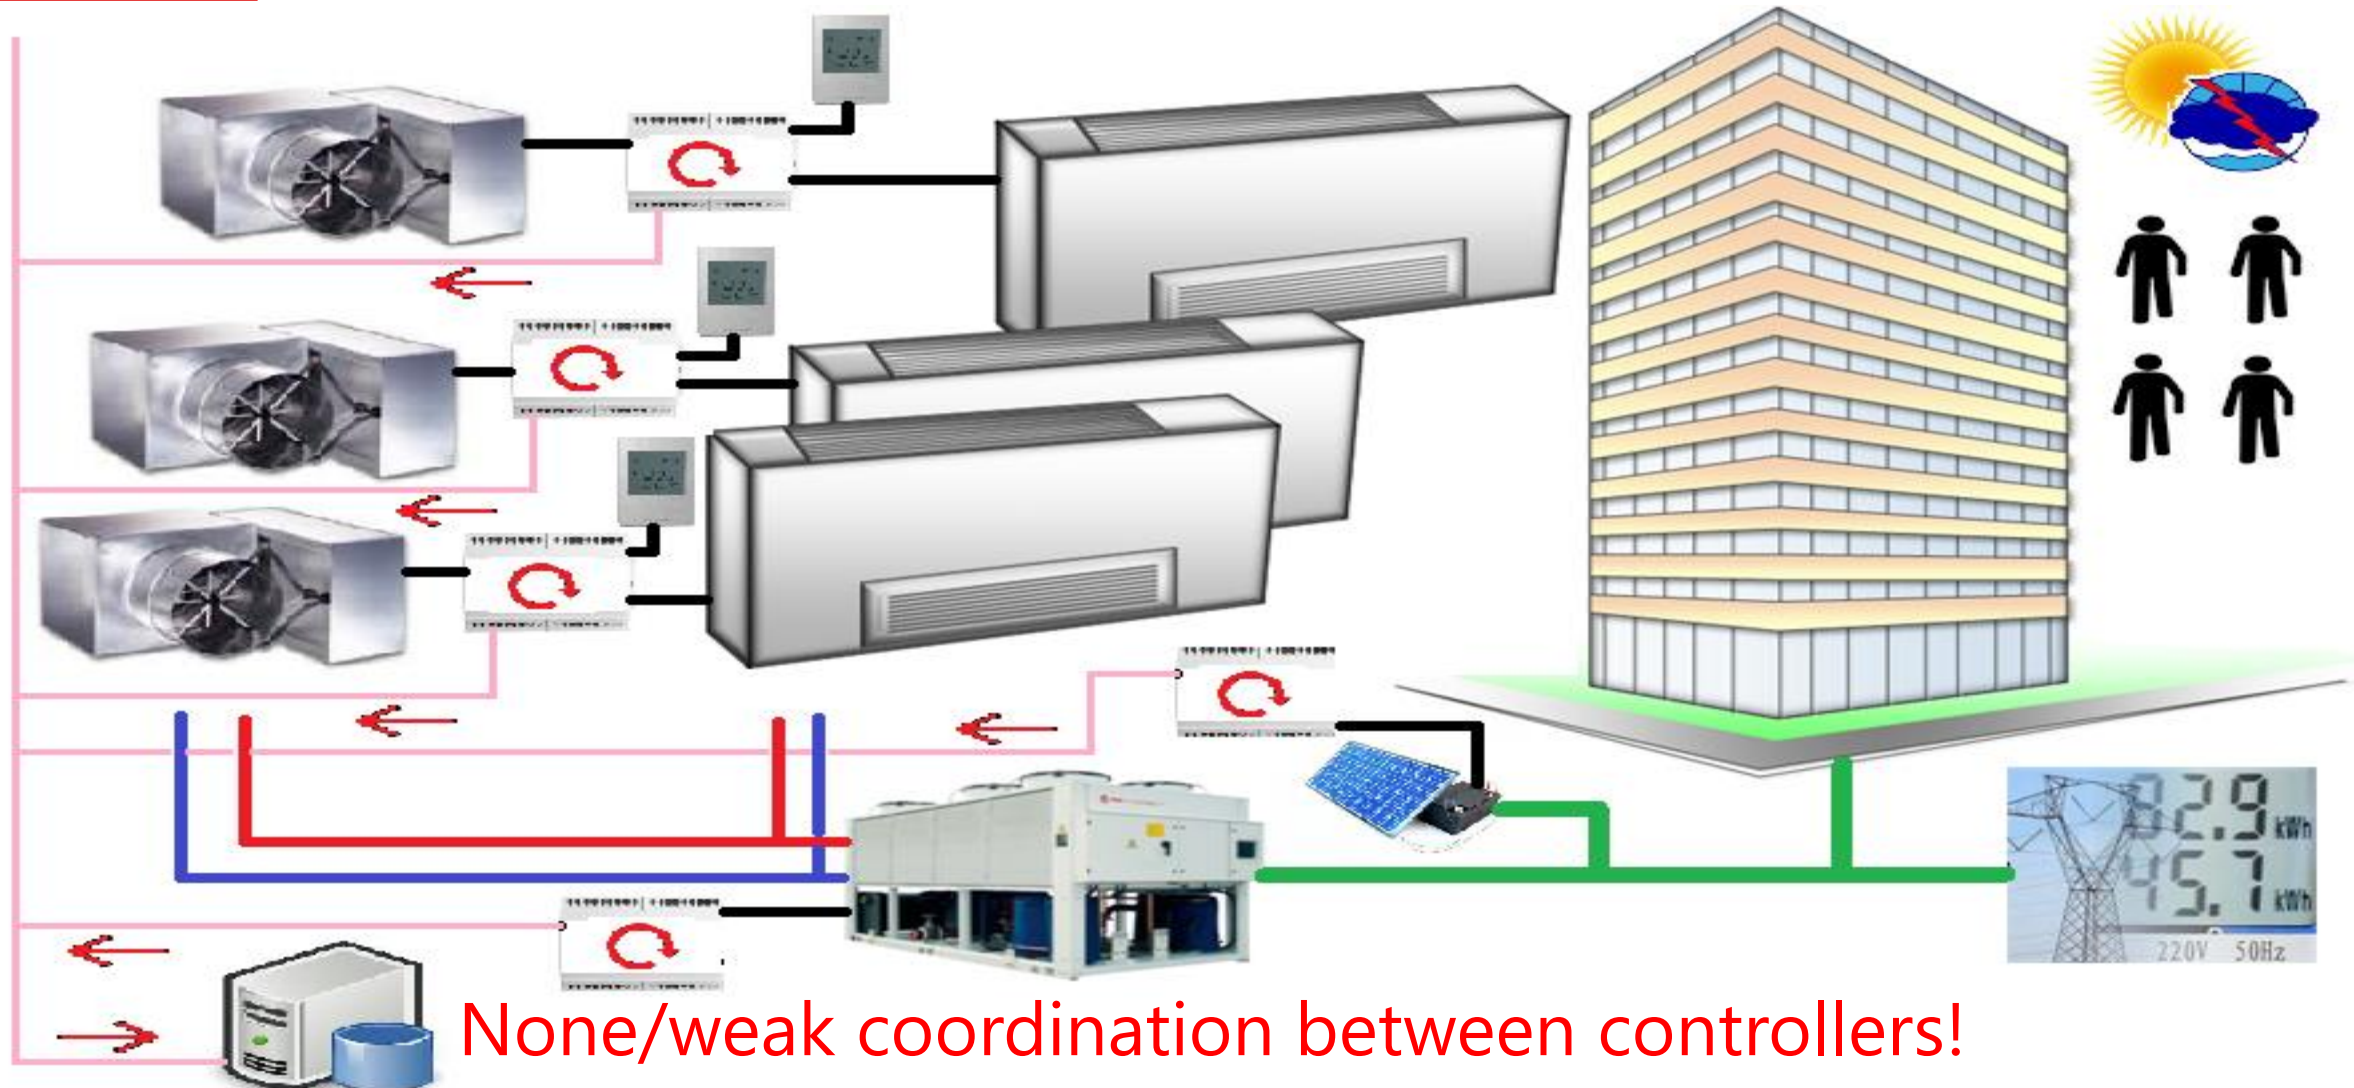 82.9 kWh
45.7 kWh
220V 50Hz
None/weak coordination between controllers!